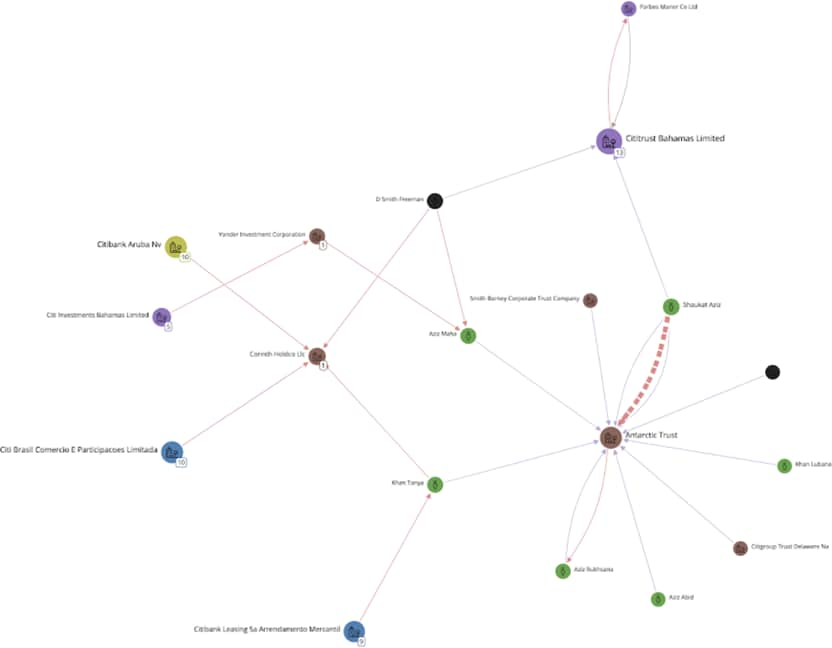 Forbes Manor Co Ltd
Cititrust Bahamas Limited
13
D Smith-Freeman
Yonder Investment Corporation
1
Citibank Aruba Nv
10
Smith Barney Corporate Trust Company
Shaukat Aziz
Citi Investments Bahamas Limited
5
Aziz Maha
Corinth Holdco Llc
1
Antarctic Trust
Citi Brasil Comercio E Participacoes Limitada
10
Khan Lubana
Khan Tanya
Citigroup Trust Delaware Na
Aziz Rukhsana
Aziz Abid
Citibank Leasing Sa Arrendamento Mercantil
9